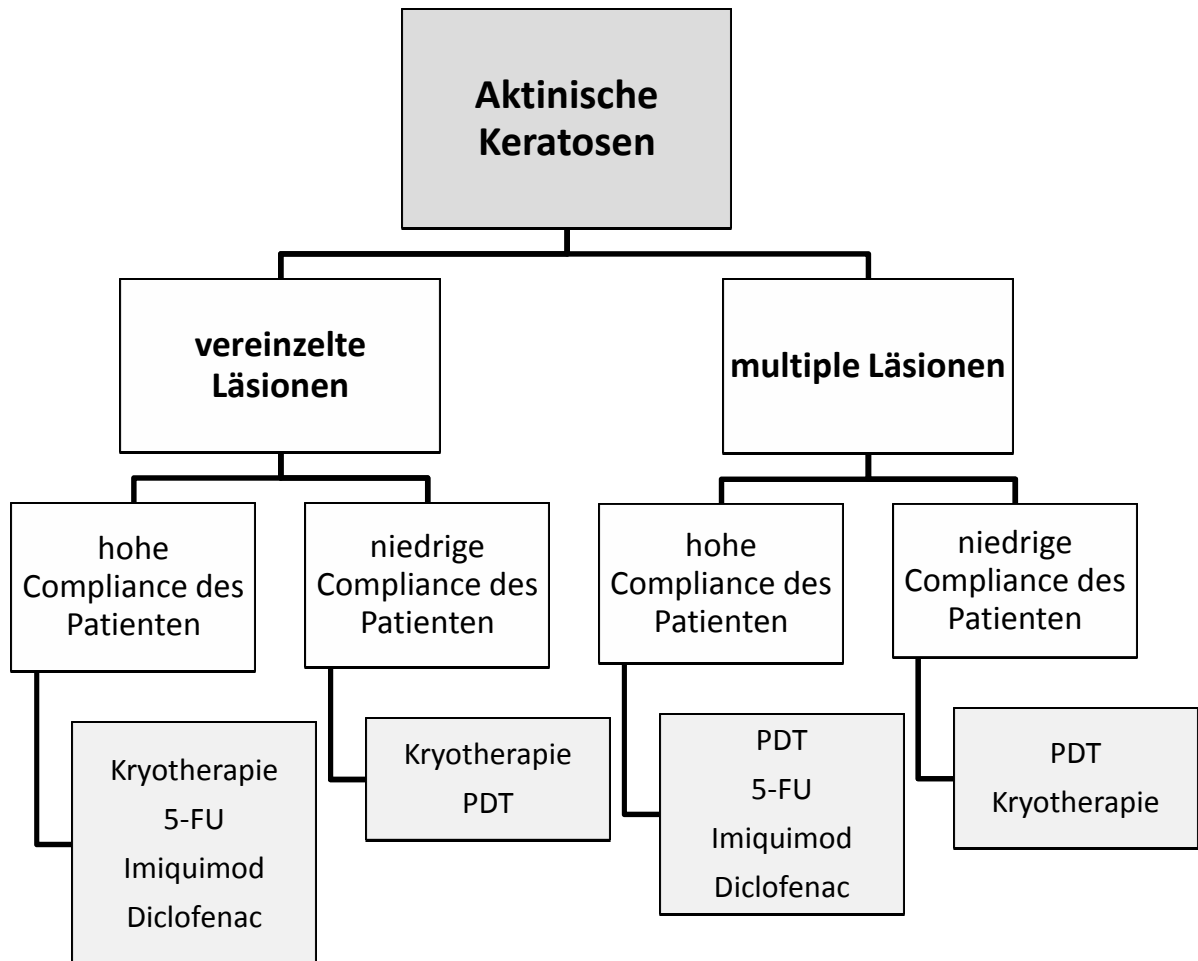 Aktinische
Keratosen
vereinzelte
Läsionen
multiple Läsionen
hohe
Compliance des
Patienten
niedrige
Compliance des
Patienten
hohe
Compliance des
Patienten
niedrige
Compliance des
Patienten
Kryotherapie
5-FU
Imiquimod
Diclofenac
Kryotherapie
PDT
PDT
5-FU
Imiquimod
Diclofenac
PDT
Kryotherapie